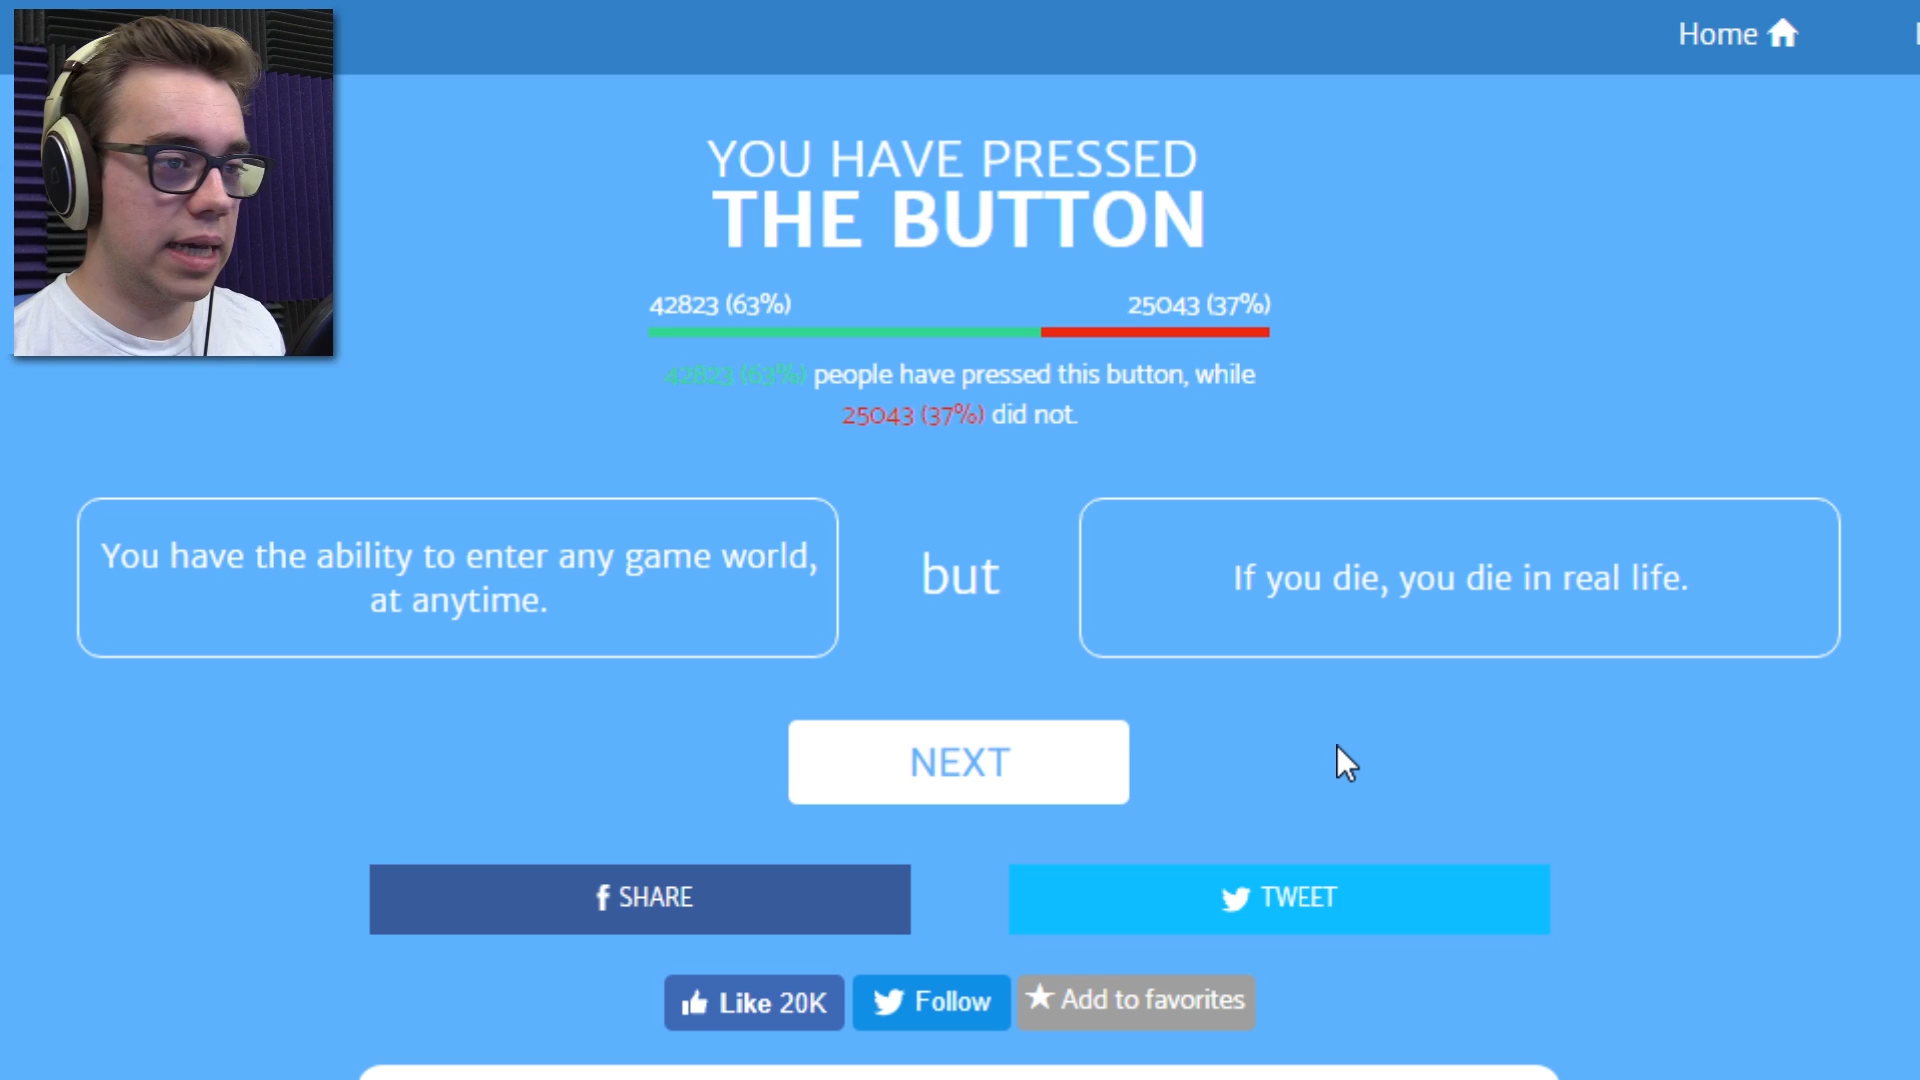 Home
YOU HAVE PRESSED
THE BUTTON
42823 (63%)
25043 (37%)
42823 (63%) people have pressed this button, while
25043 (37%) did not.
You have the ability to enter any game world,
at anytime.
but
If you die, you die in real life.
NEXT
f SHARE
TWEET
Like 20K
Follow
Add to favorites